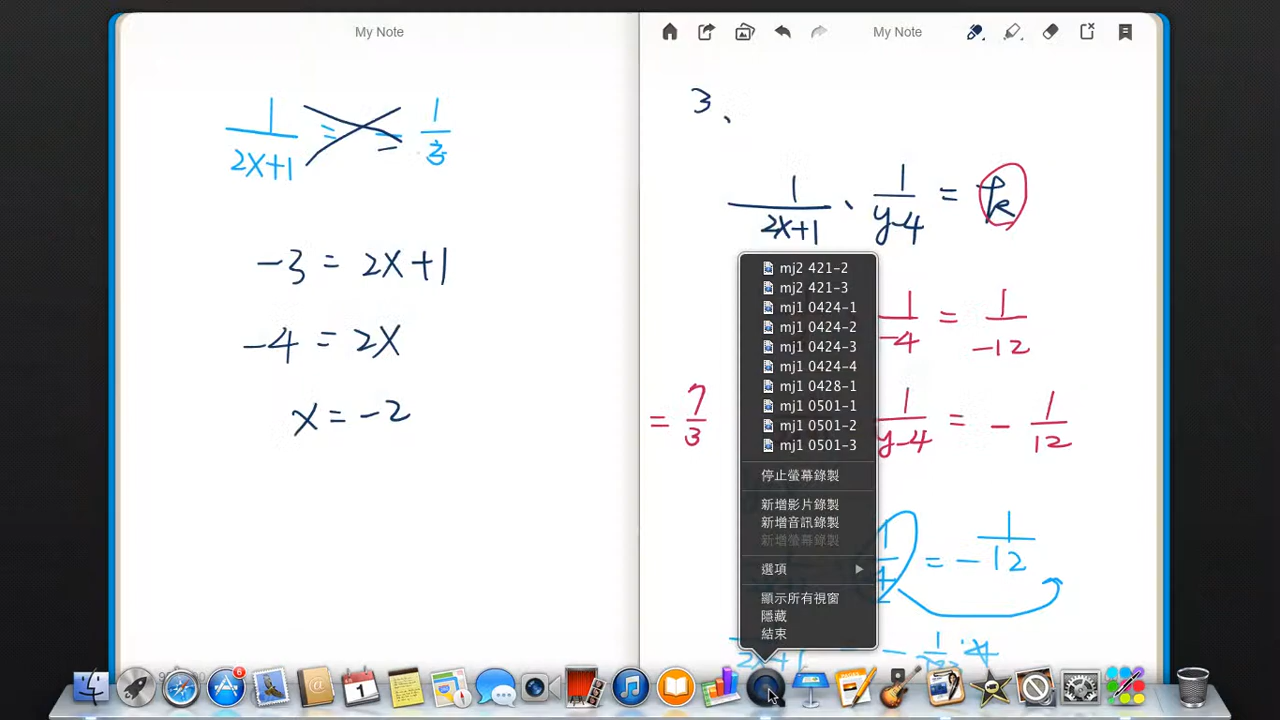 My Note
1/(2X+1) = = 1/3
-3 = 2X+1
-4 = 2X
X = -2
My Note
3、
1/(2X+1) 、 1/(y-4) = k
1/-4 = 1/-12
= 7/3
1/(y-4) = - 1/12
= - 1/12
mj2 421-2
mj2 421-3
mj1 0424-1
mj1 0424-2
mj1 0424-3
mj1 0424-4
mj1 0428-1
mj1 0501-1
mj1 0501-2
mj1 0501-3
停止螢幕錄製
新增影片錄製
新增音訊錄製
新增螢幕錄製
選項
顯示所有視窗
隱藏
結束
6
1